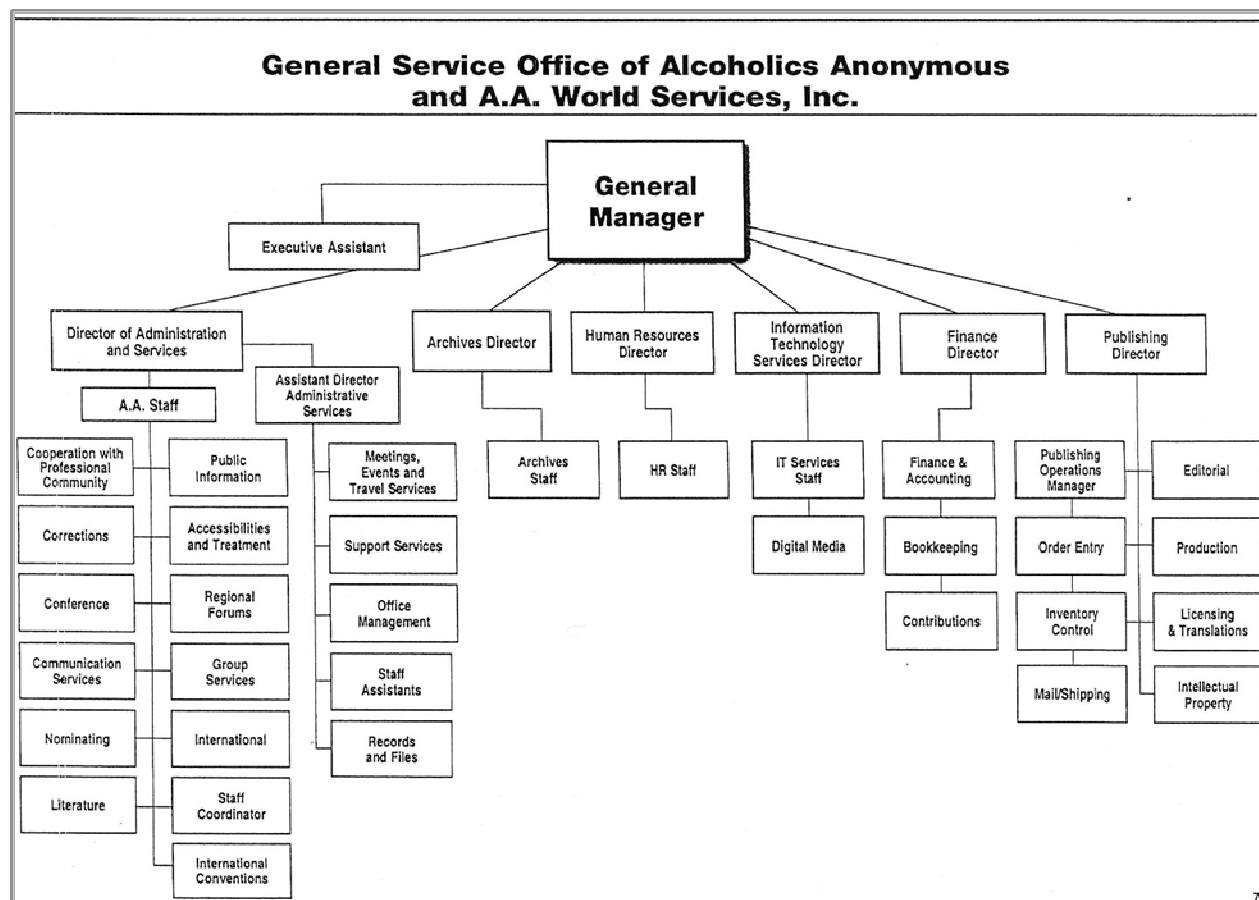 General Service Office of Alcoholics Anonymous
and A.A. World Services, Inc.
General
Manager
Executive Assistant
Director of Administration
and Services
Archives Director
Human Resources
Director
Information
Technology
Services Director
Finance
Director
Publishing
Director
A.A. Staff
Assistant Director
Administrative
Services
Cooperation with
Professional
Community
Public
Information
Meetings,
Events and
Travel Services
Archives
Staff
HR Staff
IT Services
Staff
Finance &
Accounting
Publishing
Operations
Manager
Editorial
Corrections
Accessibilities
and Treatment
Support Services
Digital Media
Bookkeeping
Order Entry
Production
Conference
Regional
Forums
Office
Management
Contributions
Inventory
Control
Licensing
& Translations
Communication
Services
Group
Services
Staff
Assistants
Mail/Shipping
Intellectual
Property
Nominating
International
Records
and Files
Literature
Staff
Coordinator
International
Conventions
7